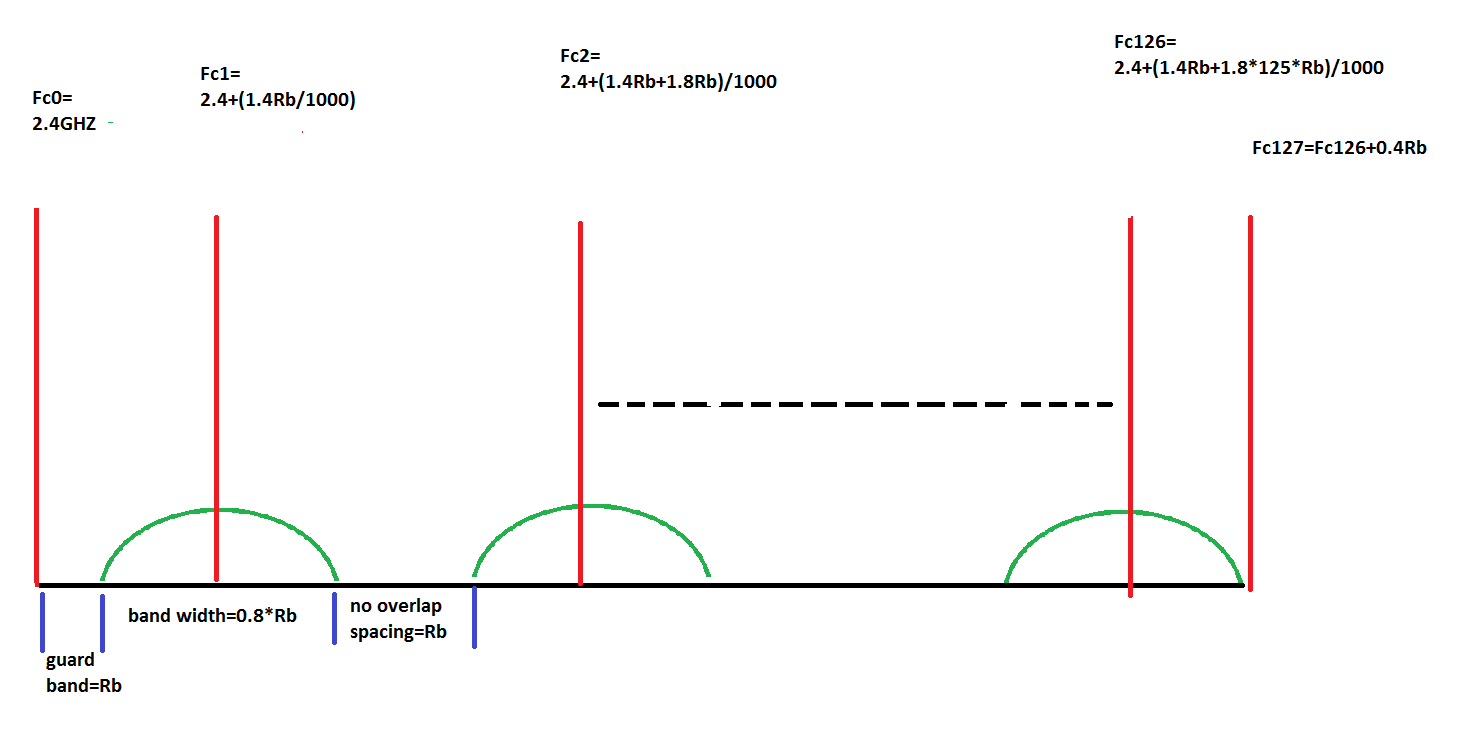 Fc0=
2.4GHZ
Fc1=
2.4+(1.4Rb/1000)
Fc2=
2.4+(1.4Rb+1.8Rb)/1000
Fc126=
2.4+(1.4Rb+1.8*125*Rb)/1000
Fc127=Fc126+0.4Rb
guard
band=Rb
band width=0.8*Rb
no overlap
spacing=Rb